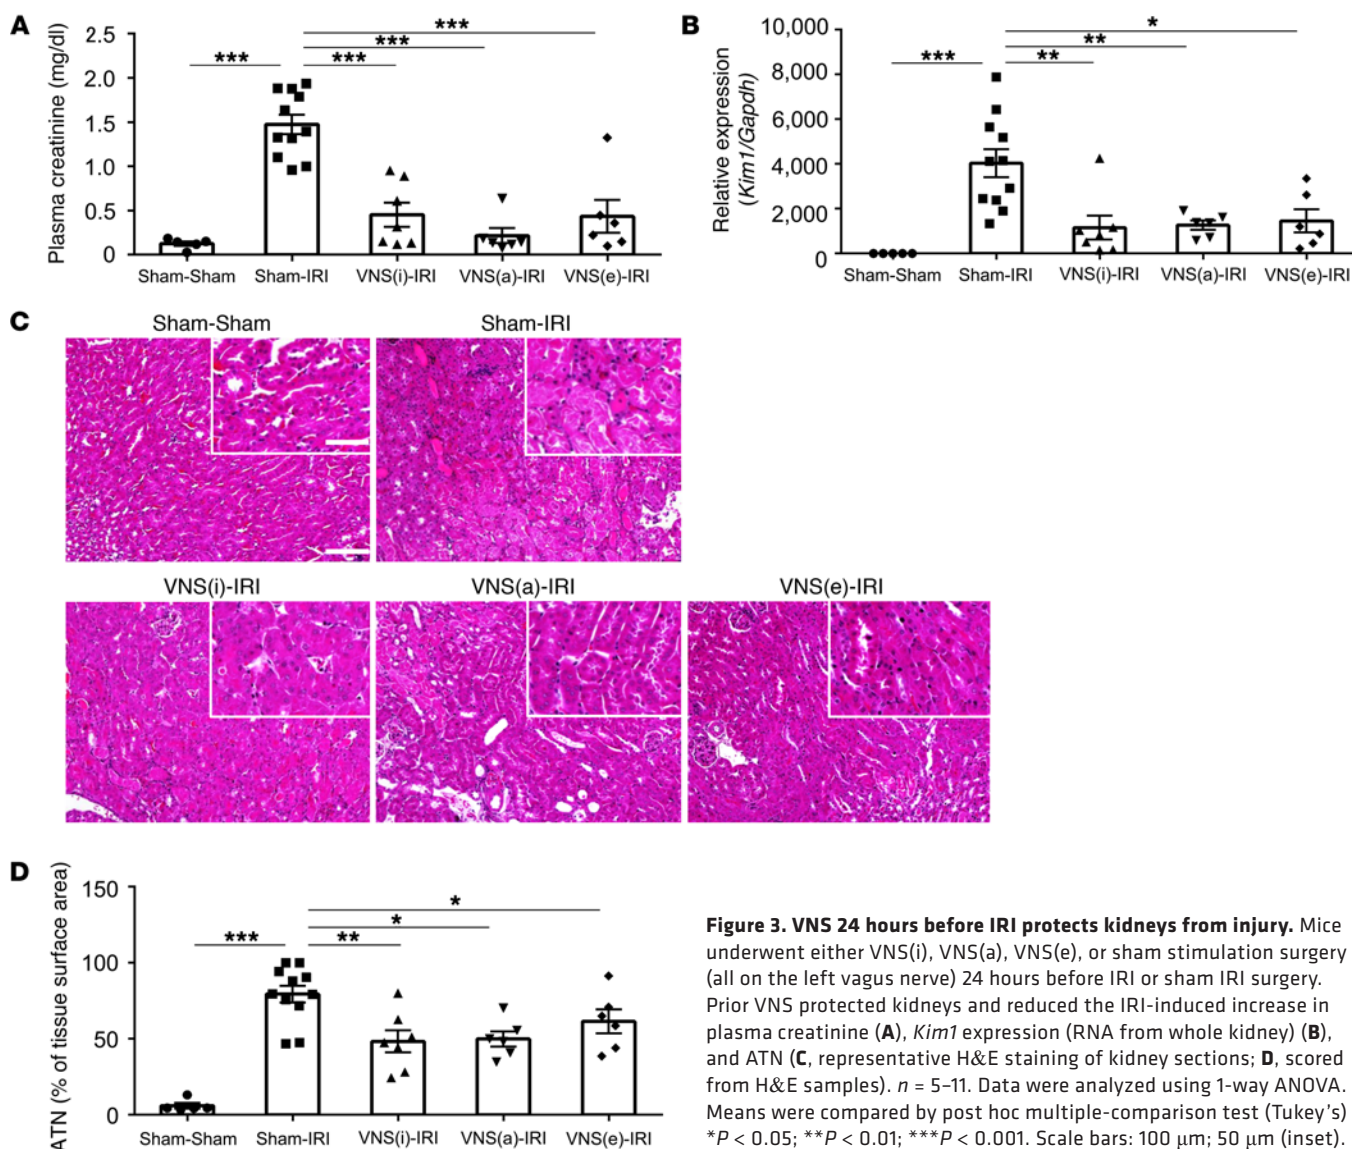 A
Plasma creatinine (mg/dl)
2.5
2.0
1.5
1.0
0.5
0
***
***
***
***
Sham-Sham
Sham-IRI
VNS(i)-IRI
VNS(a)-IRI
VNS(e)-IRI
B
Relative expression
(Kim1/Gapdh)
10,000
8,000
6,000
4,000
2,000
0
***
**
**
*
Sham-Sham
Sham-IRI
VNS(i)-IRI
VNS(a)-IRI
VNS(e)-IRI
C
Sham-Sham
Sham-IRI
VNS(i)-IRI
VNS(a)-IRI
VNS(e)-IRI
D
ATN (% of tissue surface area)
150
100
50
0
***
**
*
*
Sham-Sham
Sham-IRI
VNS(i)-IRI
VNS(a)-IRI
VNS(e)-IRI
Figure 3. VNS 24 hours before IRI protects kidneys from injury. Mice
underwent either VNS(i), VNS(a), VNS(e), or sham stimulation surgery
(all on the left vagus nerve) 24 hours before IRI or sham IRI surgery.
Prior VNS protected kidneys and reduced the IRI-induced increase in
plasma creatinine (A), Kim1 expression (RNA from whole kidney) (B),
and ATN (C, representative H&E staining of kidney sections; D, scored
from H&E samples). n = 5–11. Data were analyzed using 1-way ANOVA.
Means were compared by post hoc multiple-comparison test (Tukey's)
*P < 0.05; **P < 0.01; ***P < 0.001. Scale bars: 100 μm; 50 μm (inset).